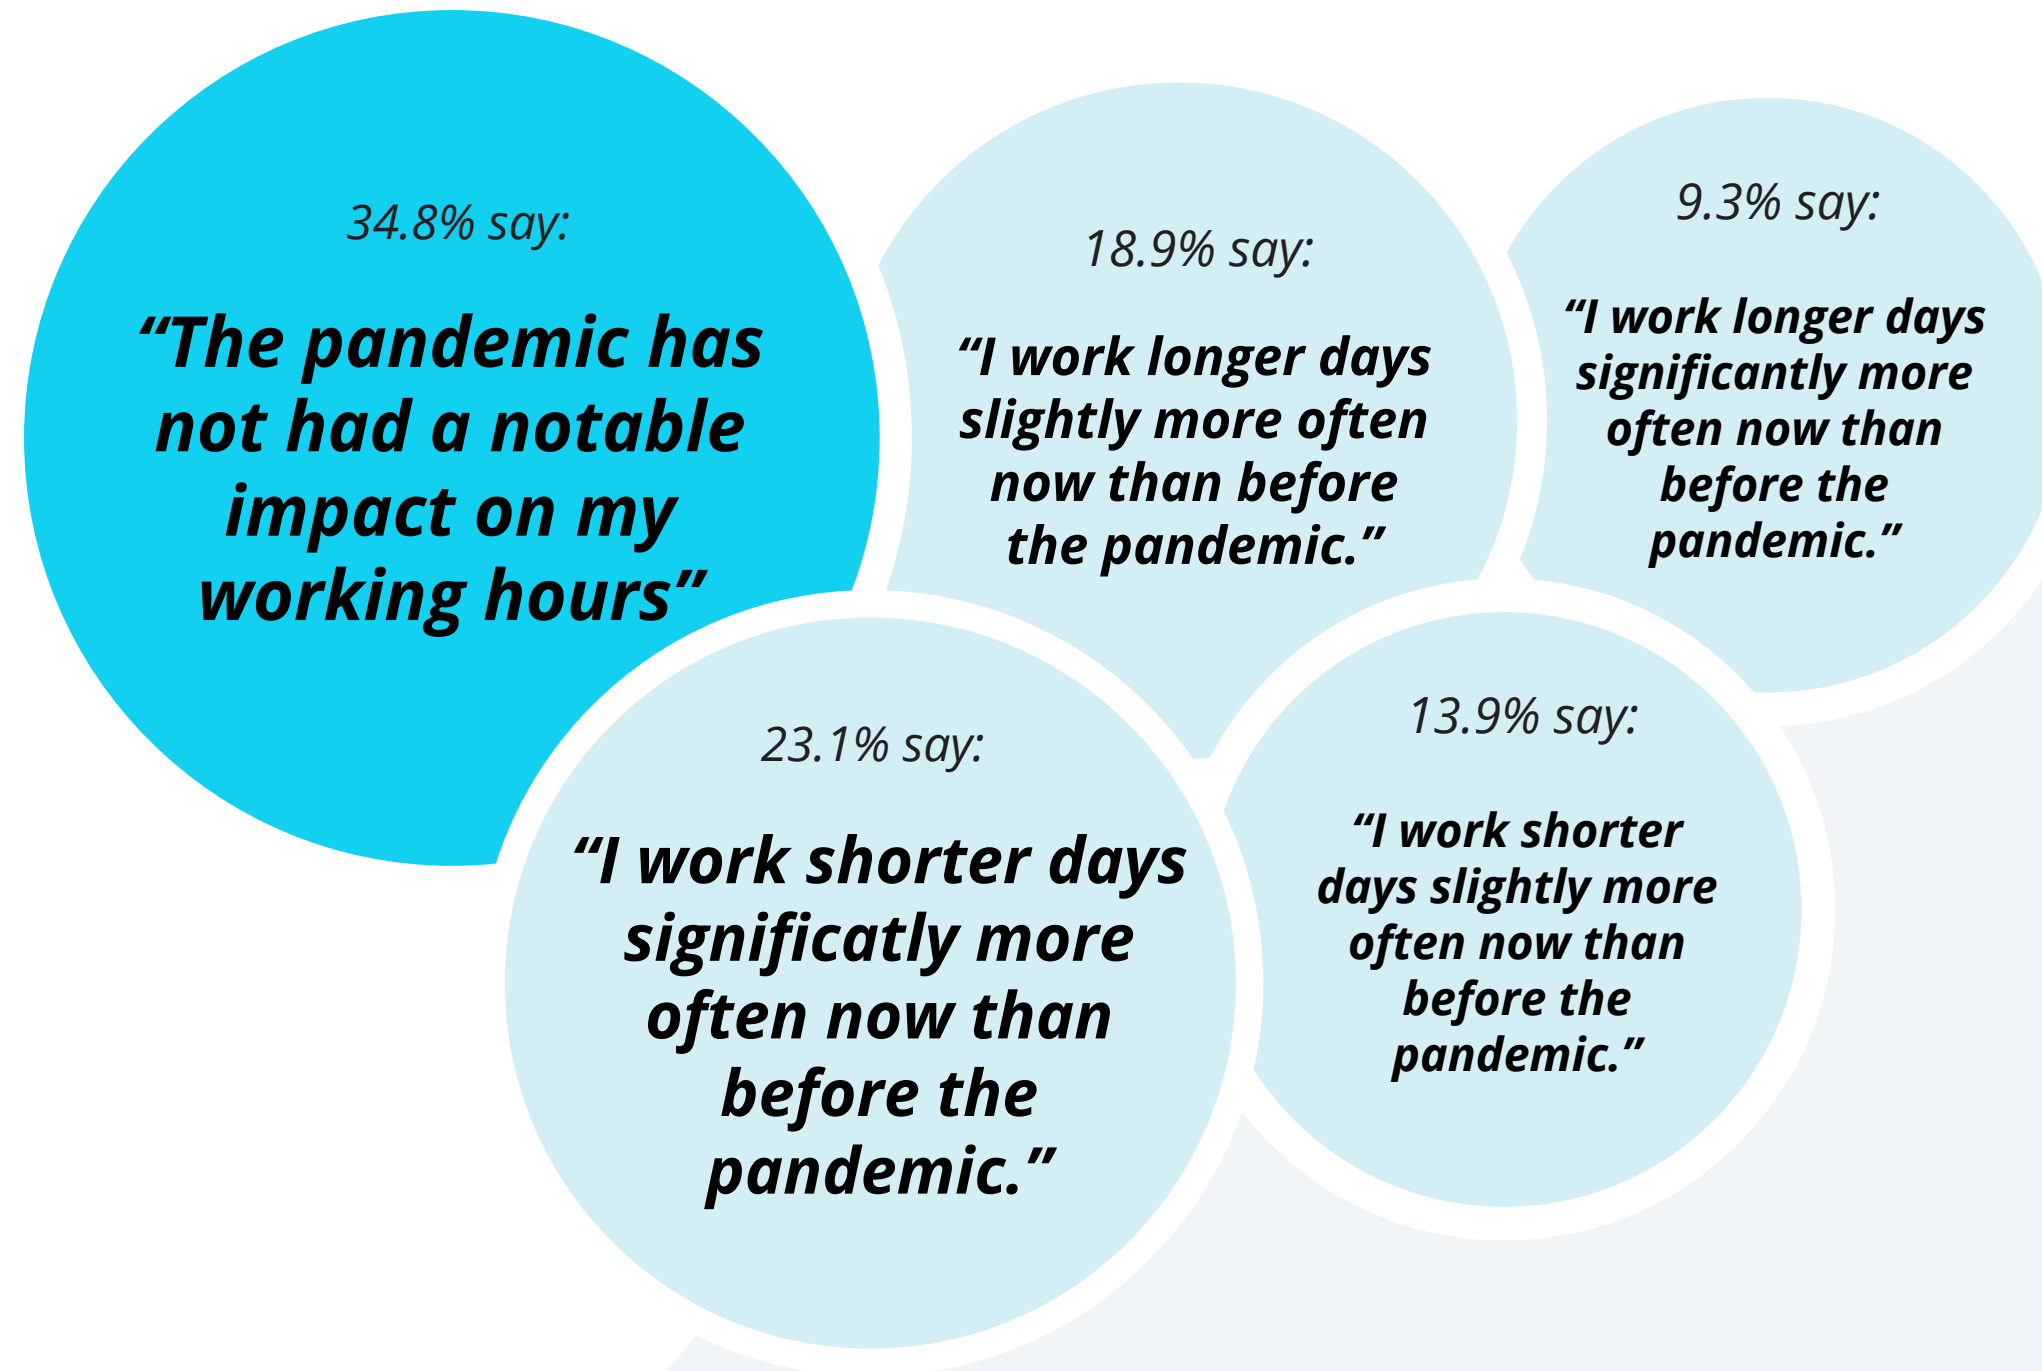 34.8% say:
“The pandemic has
not had a notable
impact on my
working hours”
18.9% say:
“I work longer days
slightly more often
now than before
the pandemic.”
9.3% say:
“I work longer days
significantly more
often now than
before the
pandemic.”
23.1% say:
“I work shorter days
significatly more
often now than
before the
pandemic.”
13.9% say:
“I work shorter
days slightly more
often now than
before the
pandemic.”